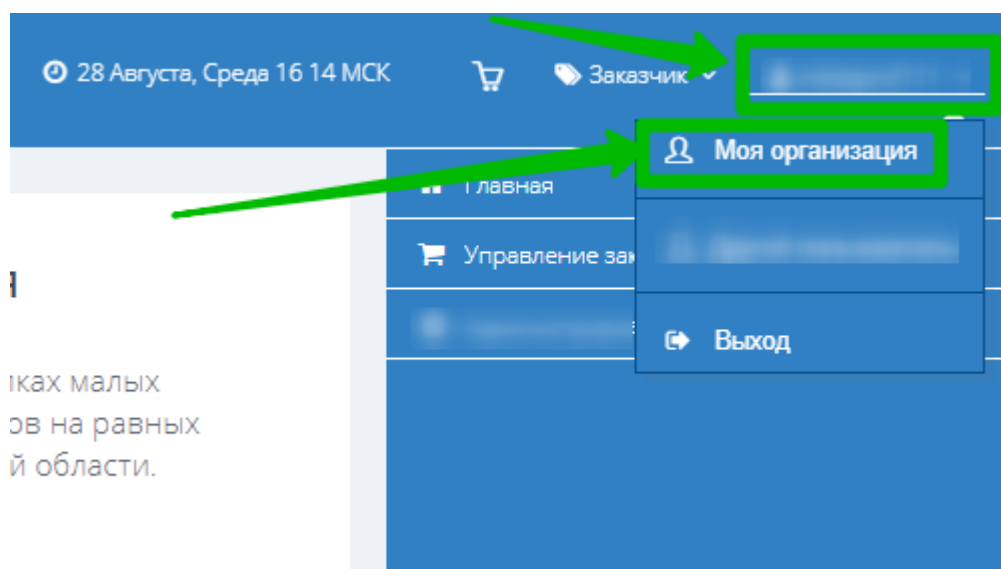 28 Августа, Среда 16 14 МСК
Заказчик
Моя организация
Главная
Управление зак
Выход
я
иках малых
ов на равных
й области.